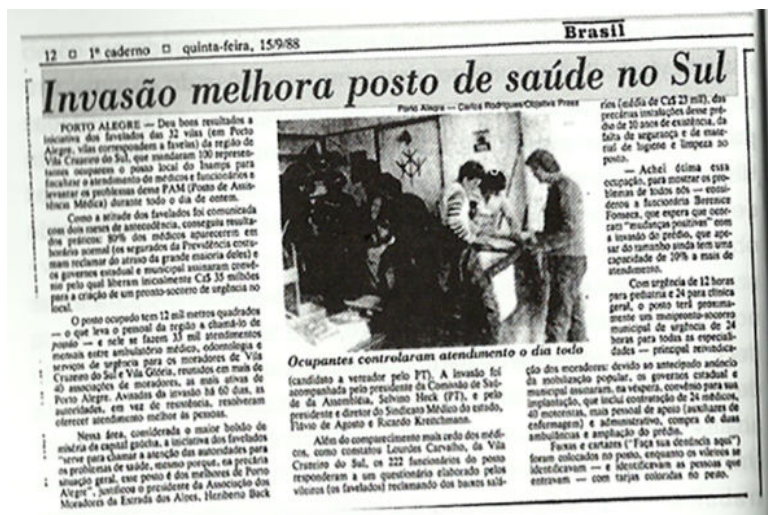 Brasil
12 □ 1º caderno □ quinta-feira, 15/9/88
Invasão melhora posto de saúde no Sul
Porto Alegre — Carlos Rodrigues/Objetiva Press
PORTO ALEGRE — Deu bons resultados a
iniciativa dos favelados das 32 vilas (em Porto
Alegre, vilas correspondem a favelas) da região de
Vila Cruzeiro do Sul, que mandaram 100 represen-
tantes ocuparem o posto local do Inamps para
fiscalizar o atendimento de médicos e funcionários e
levantar os problemas desse PAM (Posto de Assis-
tência Médica) durante todo o dia de ontem.
Como a atitude dos favelados foi comunicada
com dois meses de antecedência, conseguiu resulta-
dos práticos: 80% dos médicos apareceram em
horário normal (os segurados da Previdência costu-
mam reclamar do atraso da grande maioria deles) e
os governos estadual e municipal assinaram convê-
nio pelo qual liberam inicialmente Cz$ 35 milhões
para a criação de um pronto-socorro de urgência no
local.
O posto ocupado tem 12 mil metros quadrados
— o que leva o pessoal da região a chamá-lo de
postão — e nele se fazem 33 mil atendimentos
mensais entre ambulatório médico, odontologia e
serviços de urgência para os moradores de Vila
Cruzeiro do Sul e Vila Glória, reunidos em mais de
40 associações de moradores, as mais ativas de
Porto Alegre. Avisadas da invasão há 60 dias, as
autoridades, em vez de resistência, resolveram
oferecer atendimento melhor às pessoas.
Nessa área, considerada o maior bolsão de
miséria da capital gaúcha, a iniciativa dos favelados
"serve para chamar a atenção das autoridades para
os problemas de saúde, mesmo porque, na precária
situação geral, esse posto é dos melhores de Porto
Alegre", justificou o presidente da Associação dos
Moradores da Estrada dos Alpes, Heriberto Back
Ocupantes controlaram atendimento o dia todo
(candidato a vereador pelo PT). A invasão foi
acompanhada pelo presidente da Comissão de Saú-
de da Assembléia, Selvino Heck (PT), e pelo
presidente e diretor do Sindicato Médico do estado,
Flávio de Agosto e Ricardo Krenchmann.
Além do comparecimento mais cedo dos médi-
cos, como constatou Lourdes Carvalho, da Vila
Cruzeiro do Sul, os 222 funcionários do posto
responderam a um questionário elaborado pelos
vileiros (os favelados) reclamando dos baixos salá-
rios (média de Cz$ 23 mil), das
precárias instalações desse pré-
dio de 30 anos de existência, da
falta de segurança e de mate-
rial de higiene e limpeza no
posto.
— Achei ótima essa
ocupação, para mostrar os pro-
blemas de todos nós — consi-
derou a funcionária Berenice
Fonseca, que espera que ocor-
ram "mudanças positivas" com
a invasão do prédio, que ape-
sar do tamanho ainda tem uma
capacidade de 20% a mais de
atendimento.
Com urgência de 12 horas
para pediatria e 24 para clínica
geral, o posto terá proxima-
mente um minipronto-socorro
municipal de urgência de 24
horas para todas as especiali-
dades — principal reivindica-
ção dos moradores: devido ao antecipado anúncio
da mobilização popular, os governos estadual e
municipal assinaram, na véspera, convênio para sua
implantação, que inclui contratação de 24 médicos,
40 motoristas, mais pessoal de apoio (auxiliares de
enfermagem) e administrativo, compra de duas
ambulâncias e ampliação do prédio.
Faixas e cartazes ("Faça sua denúncia aqui")
foram colocados no posto, enquanto os vileiros se
identificavam — e identificavam as pessoas que
entravam — com tarjas coloridas no peito.